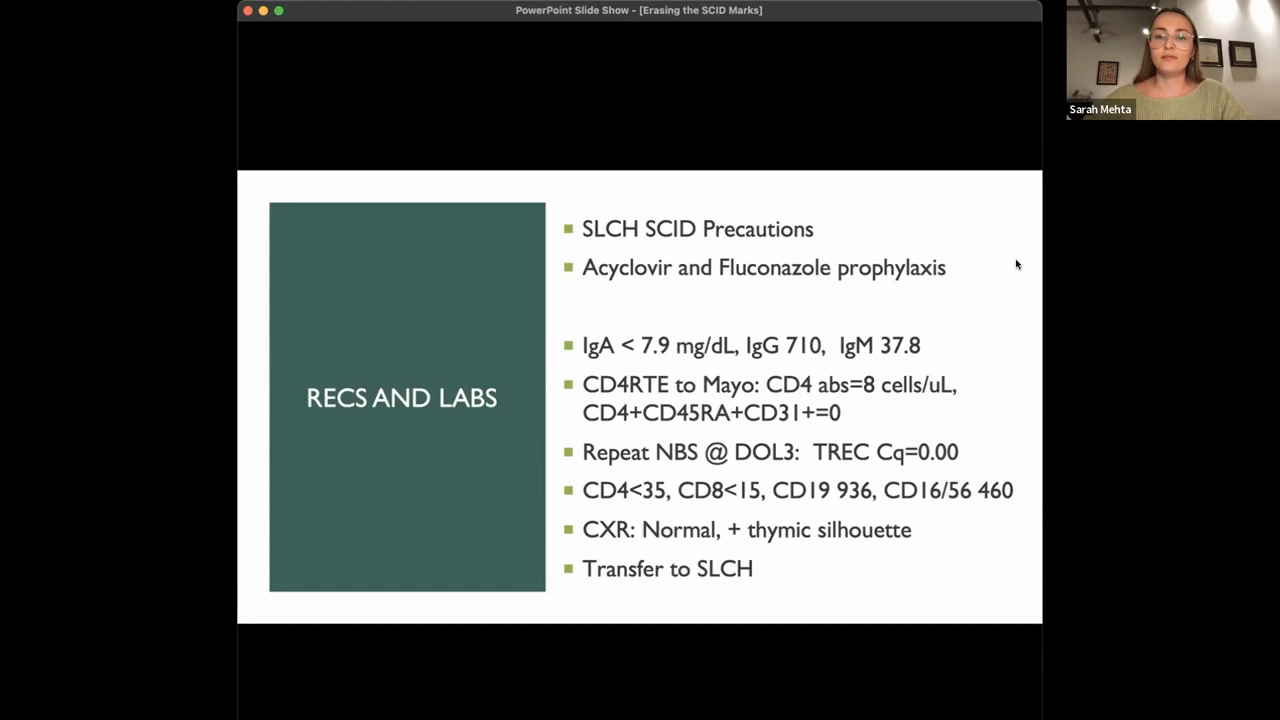 PowerPoint Slide Show - [Erasing the SCID Marks]
Sarah Mehta
RECS AND LABS
SLCH SCID Precautions
Acyclovir and Fluconazole prophylaxis
IgA < 7.9 mg/dL, IgG 710, IgM 37.8
CD4RTE to Mayo: CD4 abs=8 cells/uL,
CD4+CD45RA+CD31+=0
Repeat NBS @ DOL3: TREC Cq=0.00
CD4<35, CD8<15, CD19 936, CD16/56 460
CXR: Normal, + thymic silhouette
Transfer to SLCH